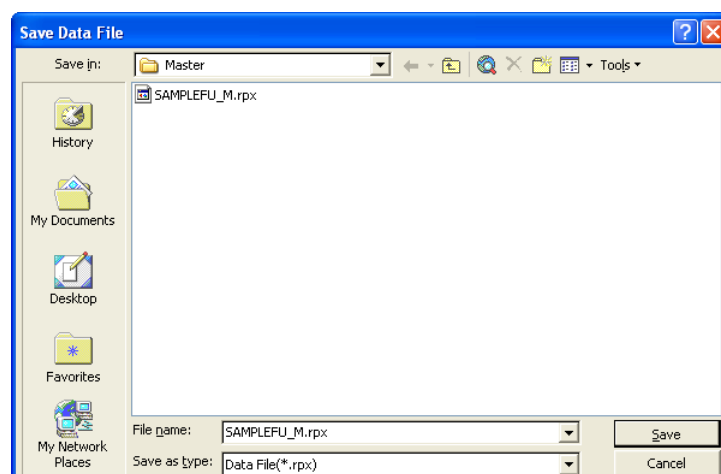 Save Data File
Save in:
Master
Tools
SAMPLEFU_M.rpx
History
My Documents
Desktop
Favorites
My Network
Places
File name:
SAMPLEFU_M.rpx
Save
Save as type:
Data File(*.rpx)
Cancel